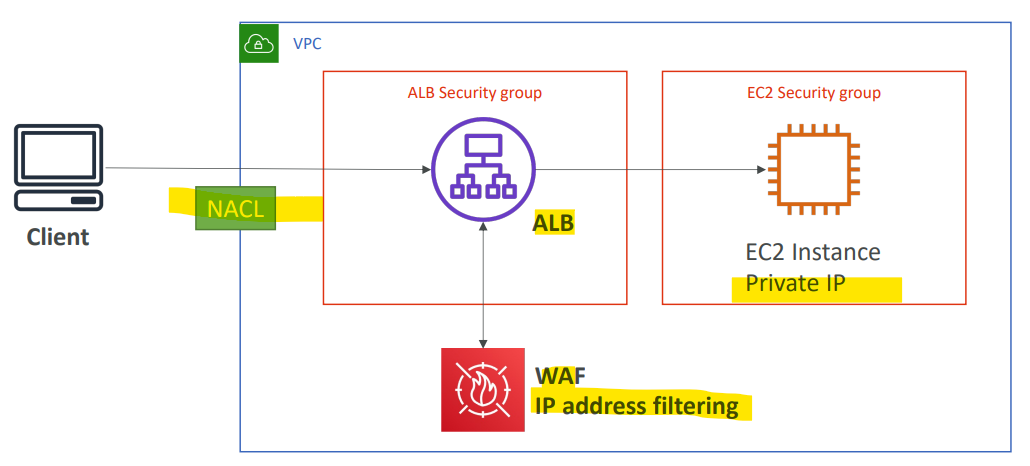 VPC
ALB Security group
EC2 Security group
NACL
Client
ALB
EC2 Instance
Private IP
WAF
IP address filtering